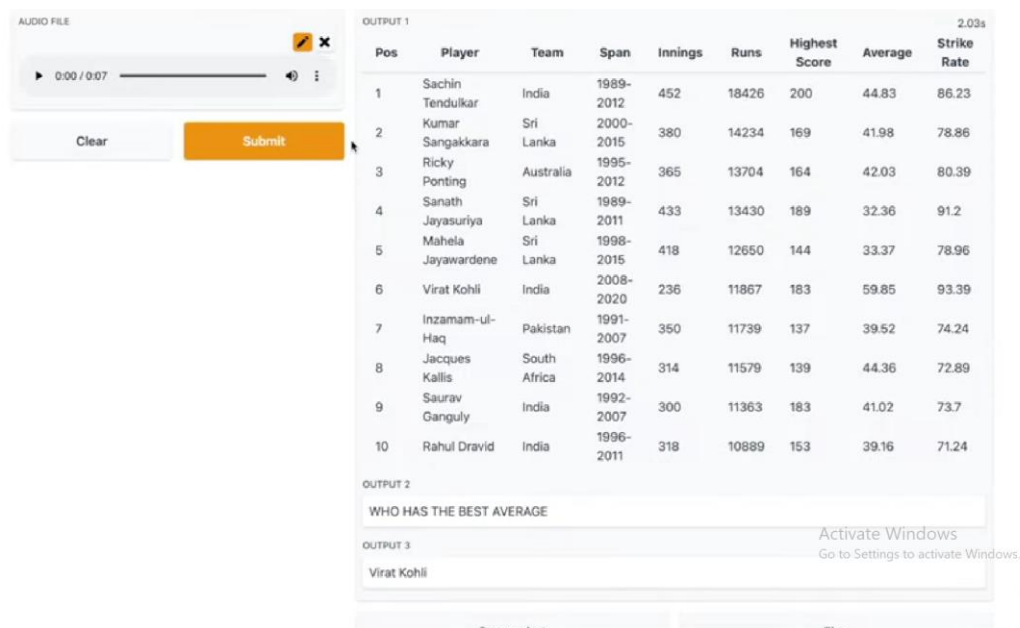 AUDIO FILE
0:00 / 0:07
Clear
Submit
OUTPUT 1
2.03s
Pos Player Team Span Innings Runs Highest Score Average Strike Rate
1 Sachin Tendulkar India 1989-2012 452 18426 200 44.83 86.23
2 Kumar Sangakkara Sri Lanka 2000-2015 380 14234 169 41.98 78.86
3 Ricky Ponting Australia 1995-2012 365 13704 164 42.03 80.39
4 Sanath Jayasuriya Sri Lanka 1989-2011 433 13430 189 32.36 91.2
5 Mahela Jayawardene Sri Lanka 1998-2015 418 12650 144 33.37 78.96
6 Virat Kohli India 2008-2020 236 11867 183 59.85 93.39
7 Inzamam-ul-Haq Pakistan 1991-2007 350 11739 137 39.52 74.24
8 Jacques Kallis South Africa 1996-2014 314 11579 139 44.36 72.89
9 Saurav Ganguly India 1992-2007 300 11363 183 41.02 73.7
10 Rahul Dravid India 1996-2011 318 10889 153 39.16 71.24
OUTPUT 2
WHO HAS THE BEST AVERAGE
OUTPUT 3
Virat Kohli
Activate Windows
Go to Settings to activate Windows.